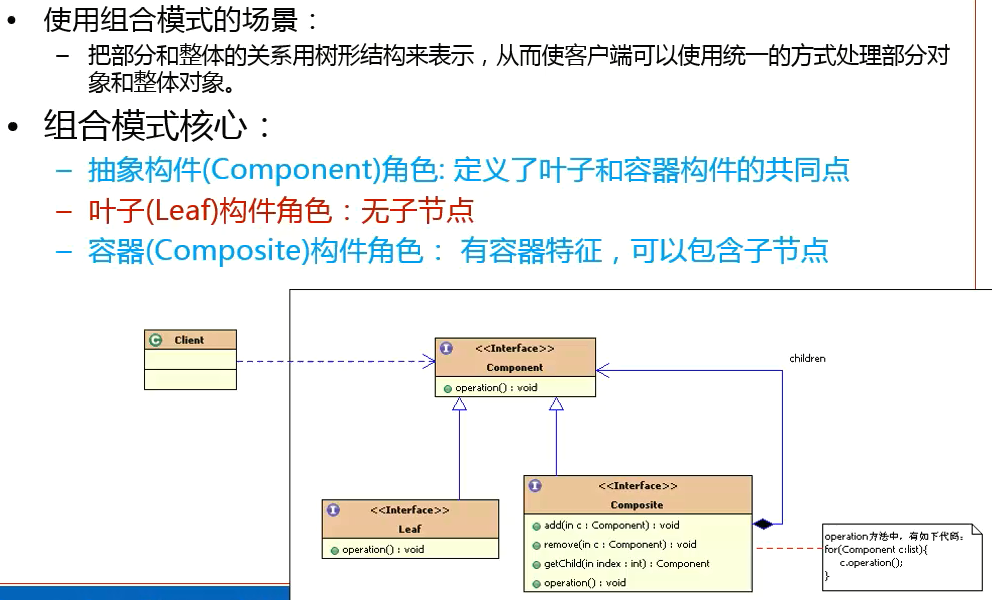 • 使用组合模式的场景：
– 把部分和整体的关系用树形结构来表示，从而使客户端可以使用统一的方式处理部分对
象和整体对象。
• 组合模式核心：
– 抽象构件(Component)角色: 定义了叶子和容器构件的共同点
– 叶子(Leaf)构件角色：无子节点
– 容器(Composite)构件角色： 有容器特征，可以包含子节点
Client
<<Interface>>
Component
operation() : void
children
<<Interface>>
Leaf
operation() : void
<<Interface>>
Composite
add(in c : Component) : void
remove(in c : Component) : void
getChild(in index : int) : Component
operation() : void
operation方法中，有如下代码：
for(Component c:list){
c.operation();
}